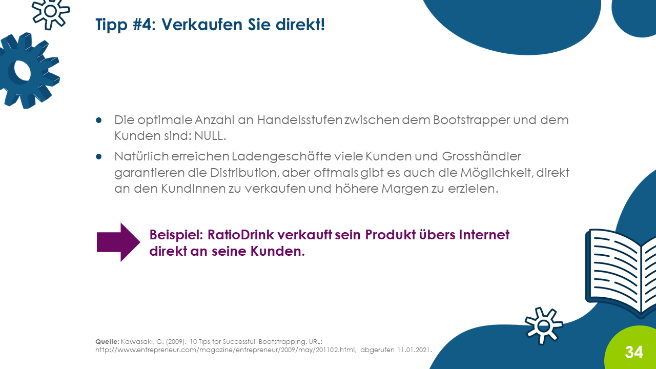 Tipp #4: Verkaufen Sie direkt!
Die optimale Anzahl an Handelsstufen zwischen dem Bootstrapper und dem
Kunden sind: NULL.
Natürlich erreichen Ladengeschäfte viele Kunden und Grosshändler
garantieren die Distribution, aber oftmals gibt es auch die Möglichkeit, direkt
an den KundInnen zu verkaufen und höhere Margen zu erzielen.
Beispiel: RatioDrink verkauft sein Produkt übers Internet
direkt an seine Kunden.
Quelle: Kawasaki, G. (2009). 10 Tips for Successful Bootstrapping. URL:
http://www.entrepreneur.com/magazine/entrepreneur/2009/may/201102.html, abgerufen 11.01.2021.
34